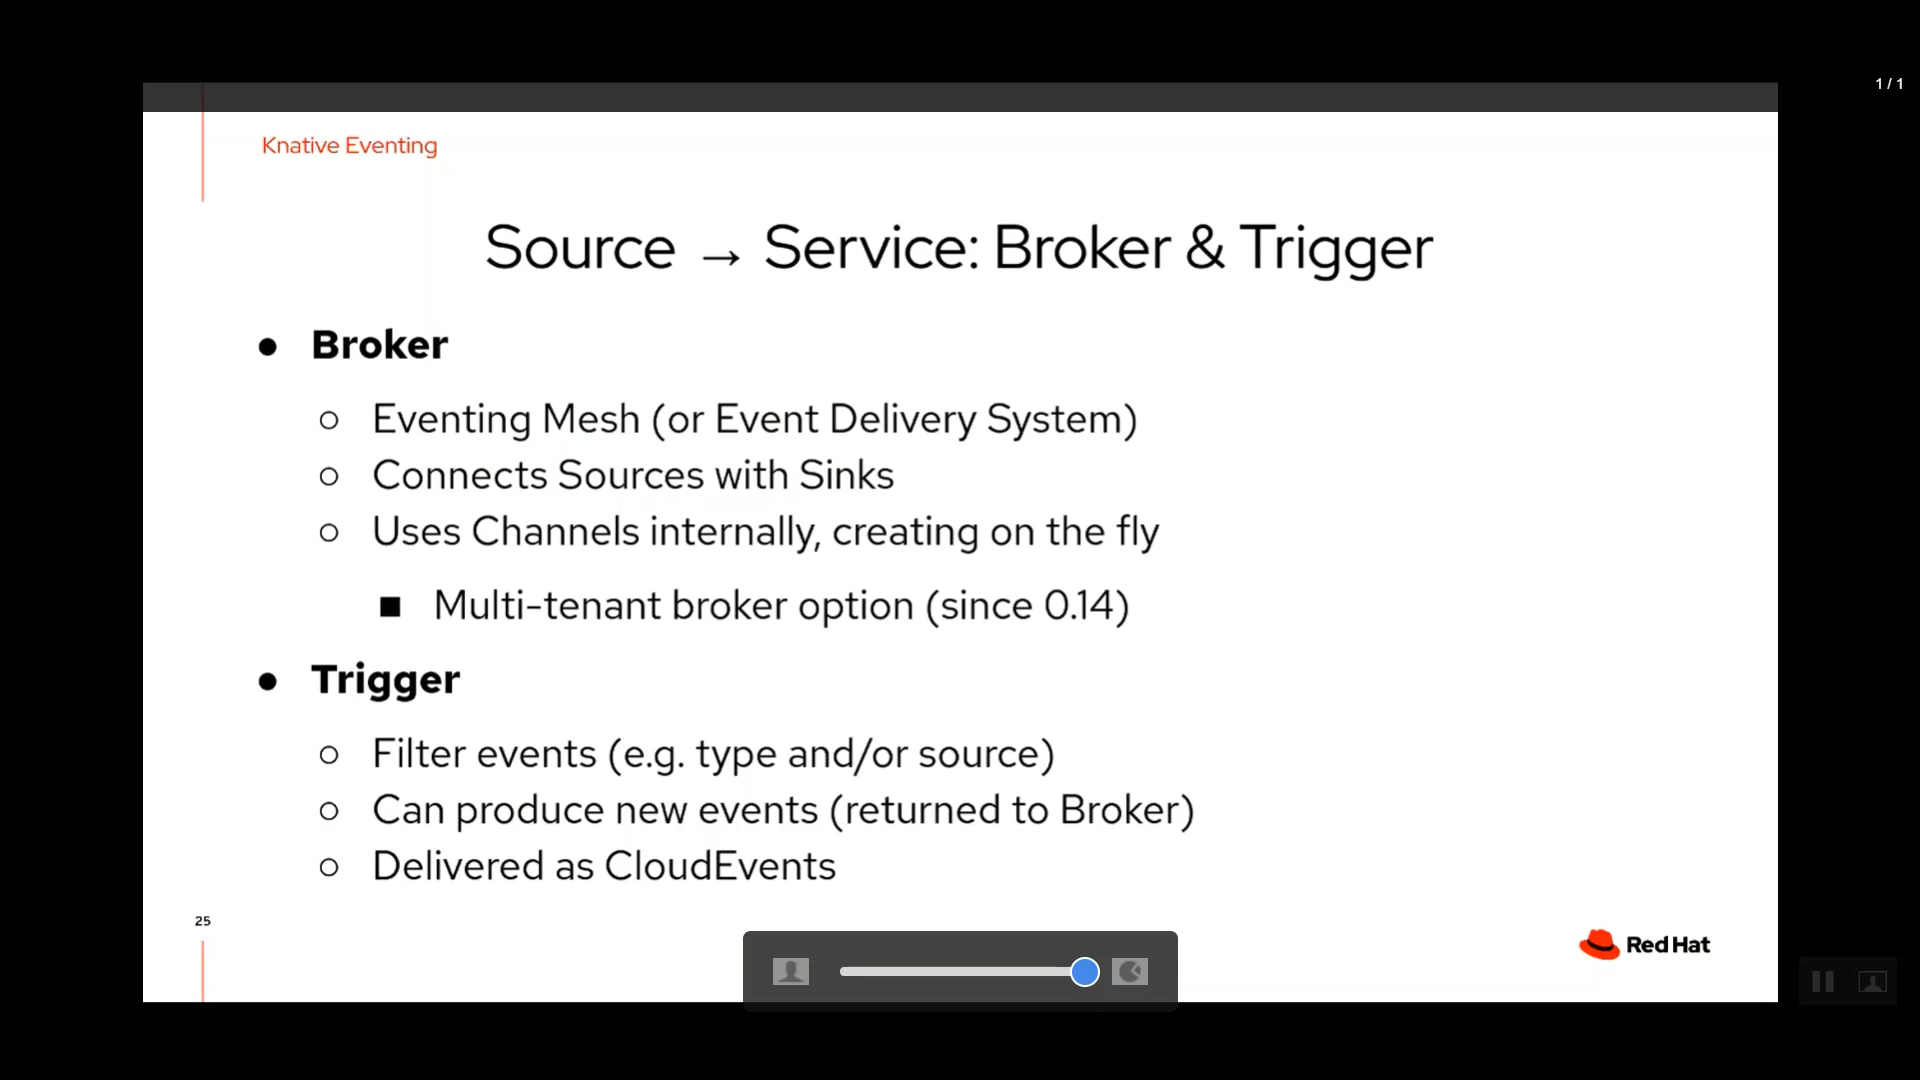 1 / 1
Knative Eventing
Source → Service: Broker & Trigger
● Broker
○ Eventing Mesh (or Event Delivery System)
○ Connects Sources with Sinks
○ Uses Channels internally, creating on the fly
■ Multi-tenant broker option (since 0.14)
● Trigger
○ Filter events (e.g. type and/or source)
○ Can produce new events (returned to Broker)
○ Delivered as CloudEvents
25
Red Hat